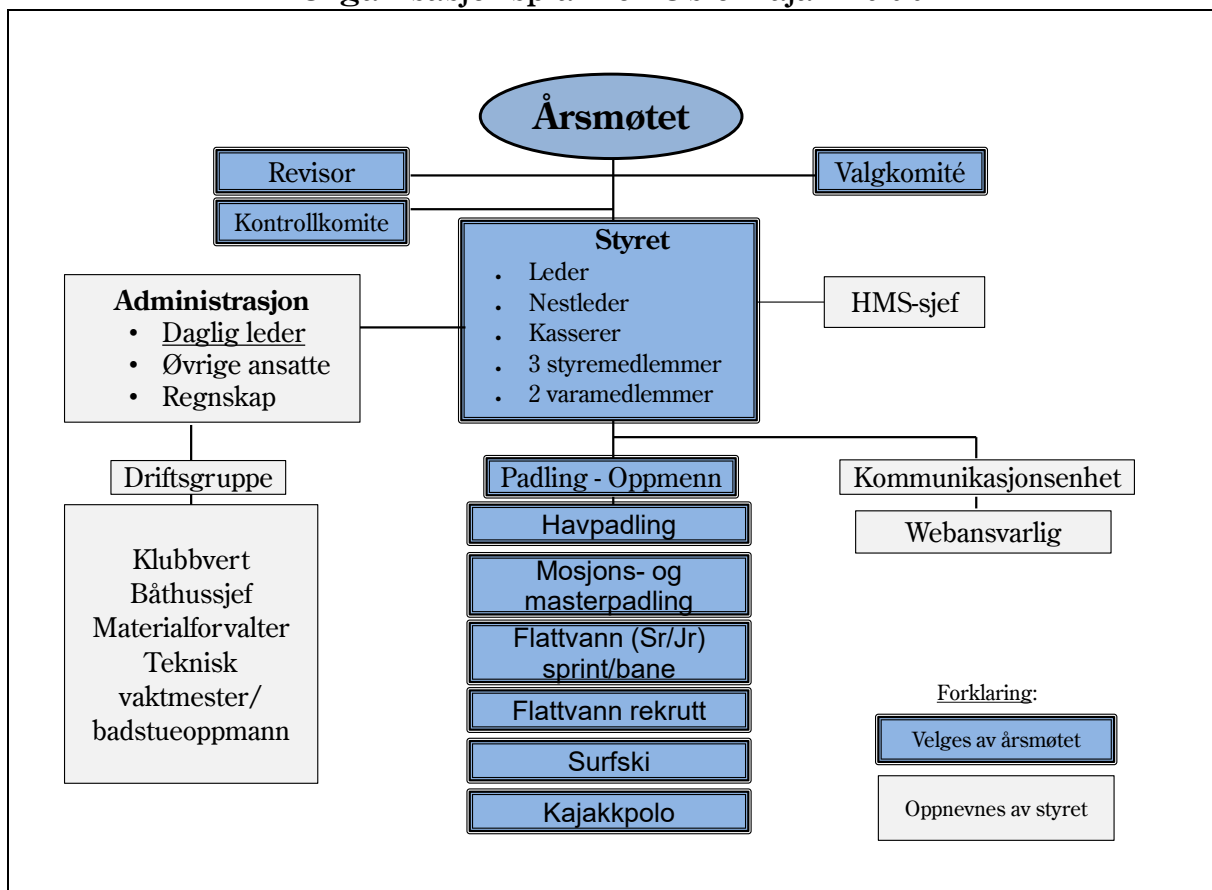 Årsmøtet
Revisor
Valgkomité
Kontrollkomite
Styret
• Leder
• Nestleder
• Kasserer
• 3 styremedlemmer
• 2 varamedlemmer
Administrasjon
• Daglig leder
• Øvrige ansatte
• Regnskap
HMS-sjef
Driftsgruppe
Klubbvert
Båthussjef
Materialforvalter
Teknisk
vaktmester/
badstueoppmann
Padling - Oppmenn
Havpadling
Mosjons- og
masterpadling
Flattvann (Sr/Jr)
sprint/bane
Flattvann rekrutt
Surfski
Kajakkpolo
Kommunikasjonsenhet
Webansvarlig
Forklaring:
Velges av årsmøtet
Oppnevnes av styret